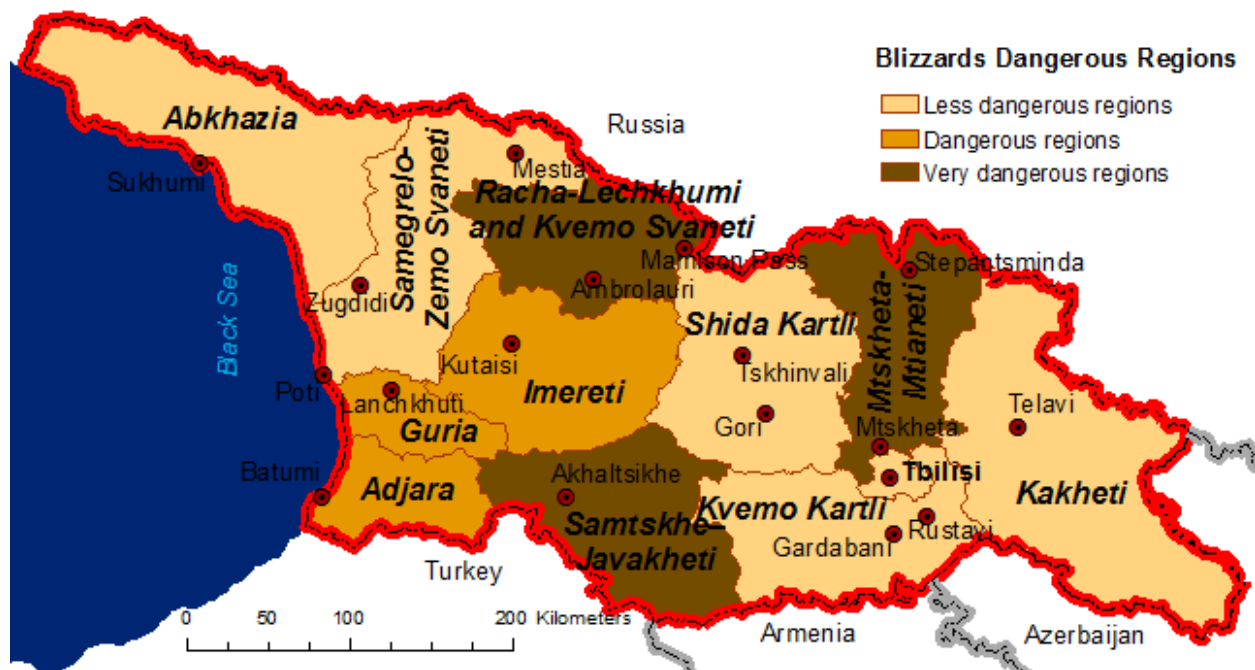 Blizzards Dangerous Regions
Less dangerous regions
Dangerous regions
Very dangerous regions
Russia
Abkhazia
Sukhumi
Mestia
Samegrelo-
Zemo Svaneti
Racha-Lechkhumi
and Kvemo Svaneti
Mamison Pass
Stepantsminda
Ambrolauri
Zugdidi
Black Sea
Shida Kartli
Mtskheta-
Mtianeti
Kutaisi
Tskhinvali
Imereti
Poti
Lanchkhuti
Guria
Gori
Mtskheta
Telavi
Batumi
Adjara
Akhaltsikhe
Tbilisi
Kakheti
Kvemo Kartli
Samtskhe-
Javakheti
Gardabani
Rustavi
Turkey
Armenia
Azerbaijan
0 50 100 200 Kilometers